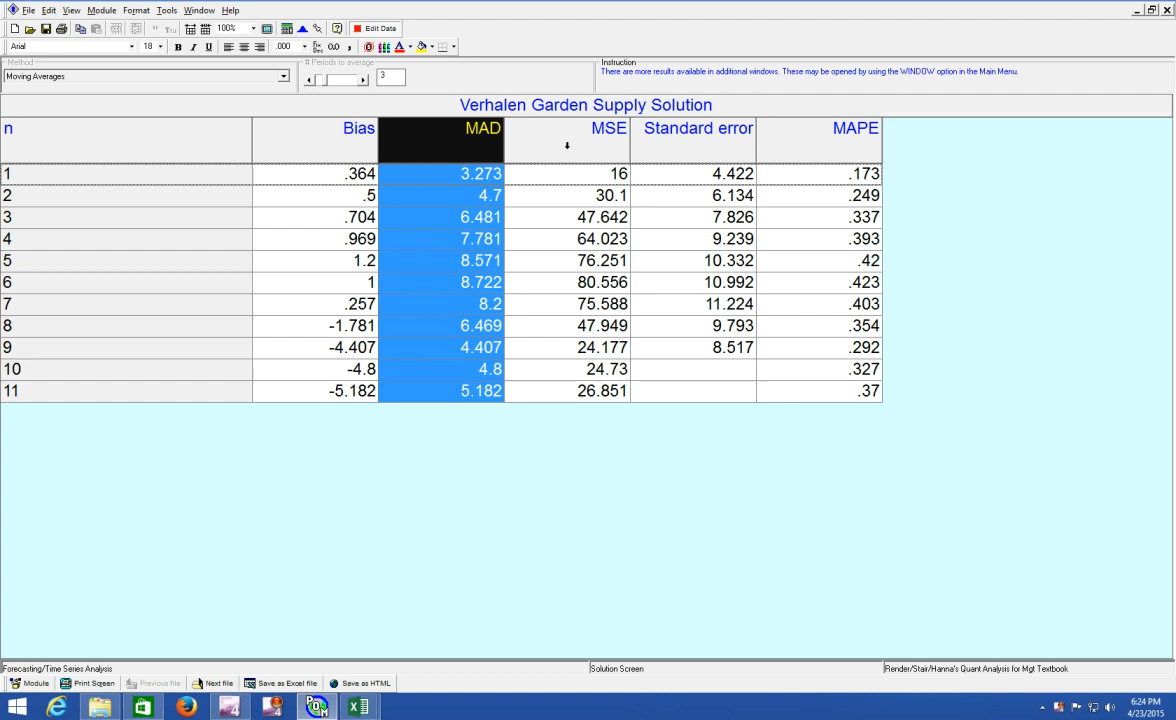 File Edit View Module Format Tools Window Help
100% Edit Data
Arial 18 B I U .000 0.0 ,
Method # Periods to average Instruction
Moving Averages 3 There are more results available in additional windows. These may be opened by using the WINDOW option in the Main Menu.
Verhalen Garden Supply Solution
n Bias MAD MSE Standard error MAPE
1 .364 3.273 16 4.422 .173
2 .5 4.7 30.1 6.134 .249
3 .704 6.481 47.642 7.826 .337
4 .969 7.781 64.023 9.239 .393
5 1.2 8.571 76.251 10.332 .42
6 1 8.722 80.556 10.992 .423
7 .257 8.2 75.588 11.224 .403
8 -1.781 6.469 47.949 9.793 .354
9 -4.407 4.407 24.177 8.517 .292
10 -4.8 4.8 24.73 .327
11 -5.182 5.182 26.851 .37
Forecasting/Time Series Analysis Solution Screen Render/Stair/Hanna's Quant Analysis for Mgt Textbook
Module Print Screen Previous file Next file Save as Excel file Save as HTML
6:24 PM
4/23/2015